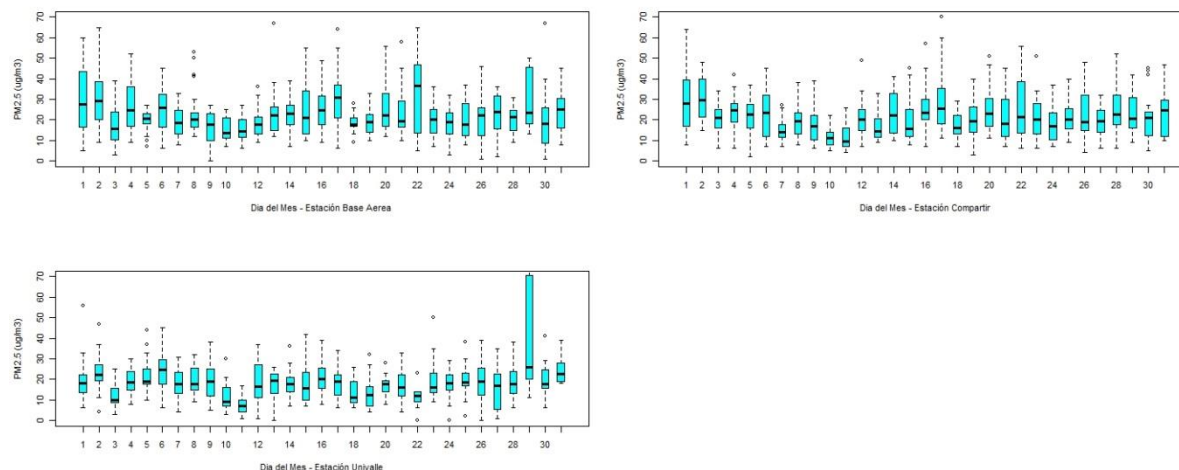 PM2.5 (ug/m3)
0 10 20 30 40 50 60 70
1 2 3 4 5 6 7 8 9 10 12 14 16 18 20 22 24 26 28 30
Dia del Mes - Estación Base Aerea
PM2.5 (ug/m3)
0 10 20 30 40 50 60 70
1 2 3 4 5 6 7 8 9 10 12 14 16 18 20 22 24 26 28 30
Dia del Mes - Estación Compartir
PM2.5 (ug/m3)
0 10 20 30 40 50 60 70
1 2 3 4 5 6 7 8 9 10 12 14 16 18 20 22 24 26 28 30
Dia del Mes - Estación Univalle